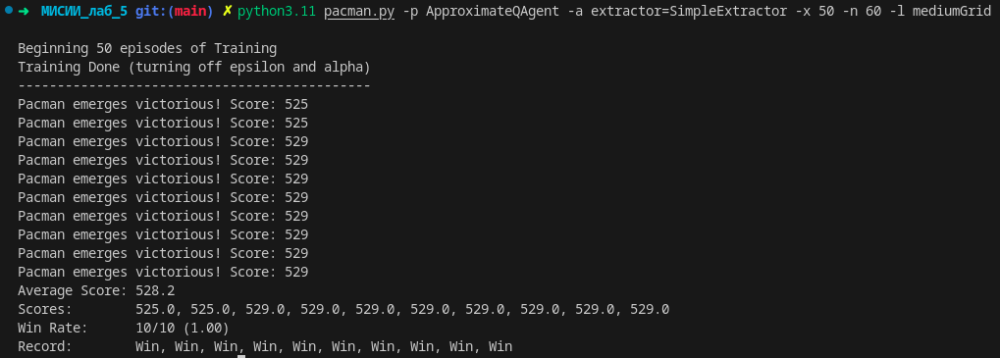 ➜ МИСИИ_лаб_5 git:(main) ✗ python3.11 pacman.py -p ApproximateQAgent -a extractor=SimpleExtractor -x 50 -n 60 -l mediumGrid
Beginning 50 episodes of Training
Training Done (turning off epsilon and alpha)
---------------------------------------------
Pacman emerges victorious! Score: 525
Pacman emerges victorious! Score: 525
Pacman emerges victorious! Score: 529
Pacman emerges victorious! Score: 529
Pacman emerges victorious! Score: 529
Pacman emerges victorious! Score: 529
Pacman emerges victorious! Score: 529
Pacman emerges victorious! Score: 529
Pacman emerges victorious! Score: 529
Pacman emerges victorious! Score: 529
Average Score: 528.2
Scores:        525.0, 525.0, 529.0, 529.0, 529.0, 529.0, 529.0, 529.0, 529.0, 529.0
Win Rate:      10/10 (1.00)
Record:        Win, Win, Win, Win, Win, Win, Win, Win, Win, Win